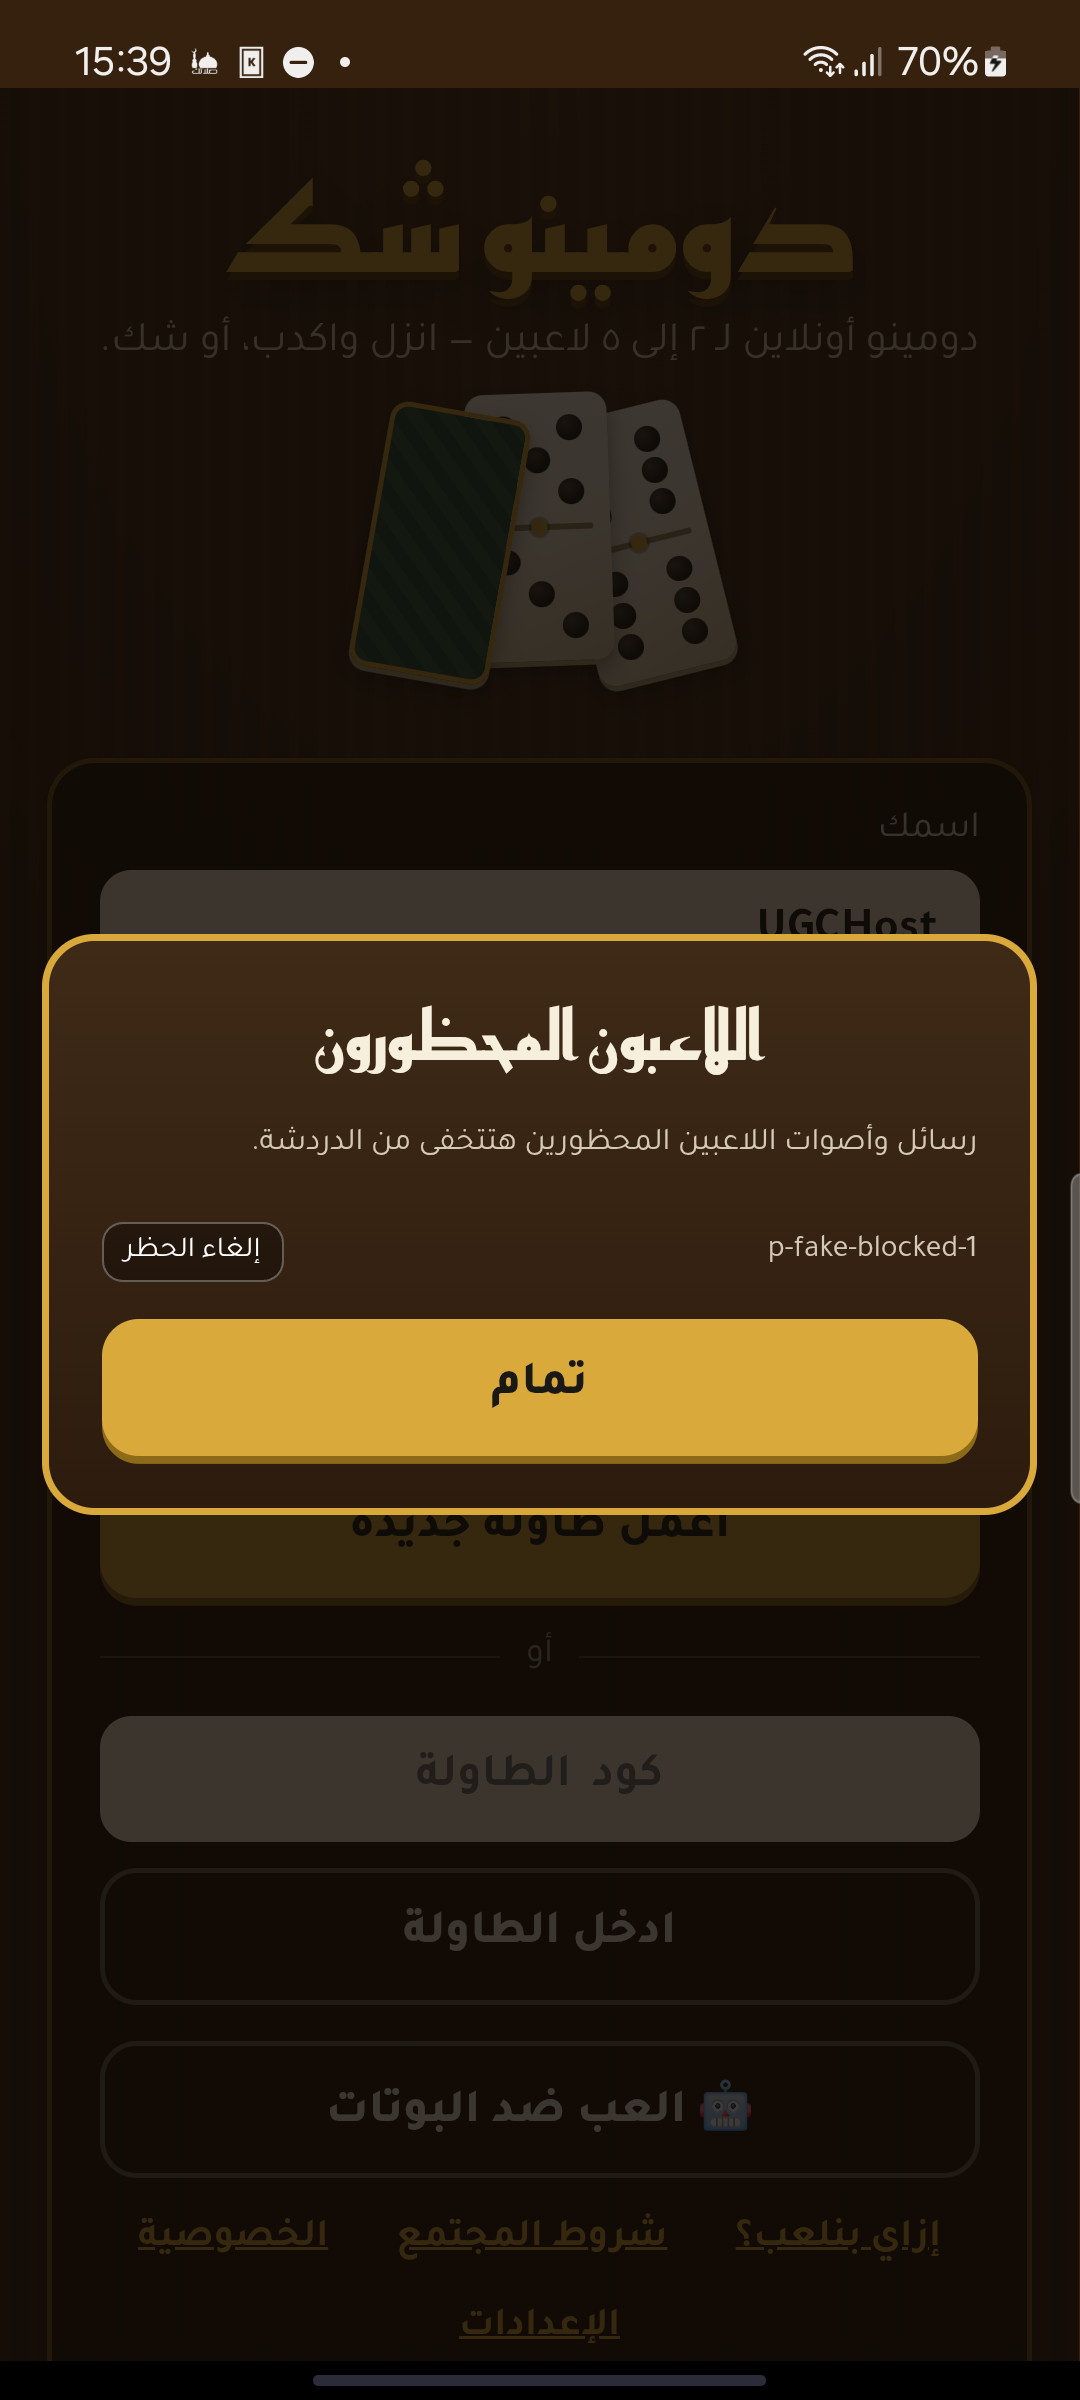 15:39
70%
دومينو شك
دومينو أونلاين لـ ٢ إلى ٥ لاعبين – انزل واكدب، أو شك.
اسمك
UGCHost
اللاعبون المحظورون
رسائل وأصوات اللاعبين المحظورين هتتخفى من الدردشة.
p-fake-blocked-1
إلغاء الحظر
تمام
اعمل طاولة جديدة
أو
كود الطاولة
ادخل الطاولة
العب ضد البوتات
إزاي بنلعب؟ شروط المجتمع الخصوصية
الإعدادات